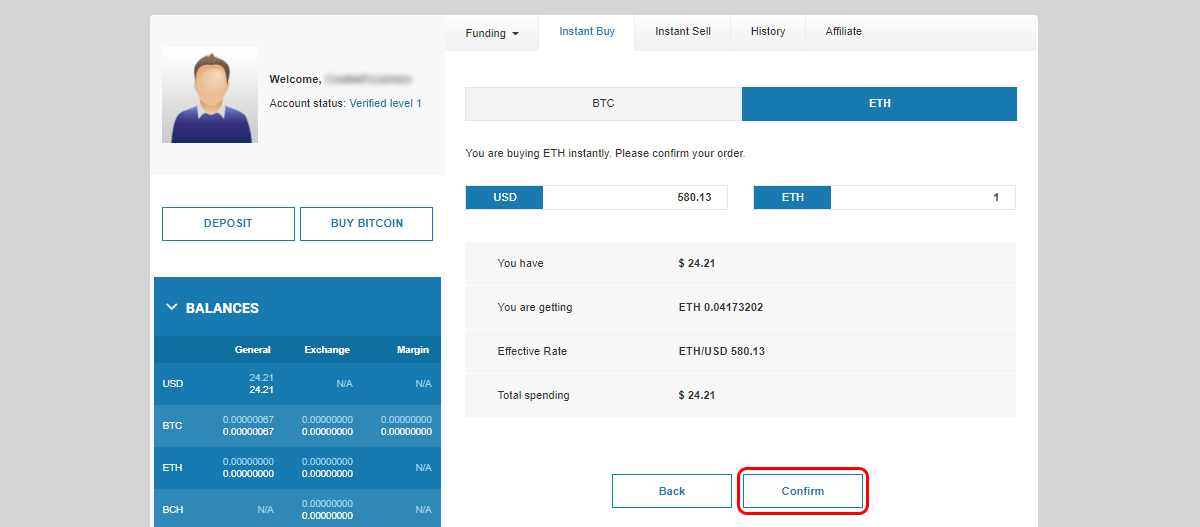 Funding
Instant Buy
Instant Sell
History
Affiliate
Welcome,
Account status: Verified level 1
DEPOSIT
BUY BITCOIN
BALANCES
General Exchange Margin
USD 24.21 N/A N/A
24.21
BTC 0.00000067 0.00000000 0.00000000
0.00000067 0.00000000 0.00000000
ETH 0.00000000 0.00000000 N/A
0.00000000 0.00000000
BCH N/A 0.00000000 N/A
0.00000000
BTC
ETH
You are buying ETH instantly. Please confirm your order.
USD 580.13
ETH 1
You have $ 24.21
You are getting ETH 0.04173202
Effective Rate ETH/USD 580.13
Total spending $ 24.21
Back
Confirm